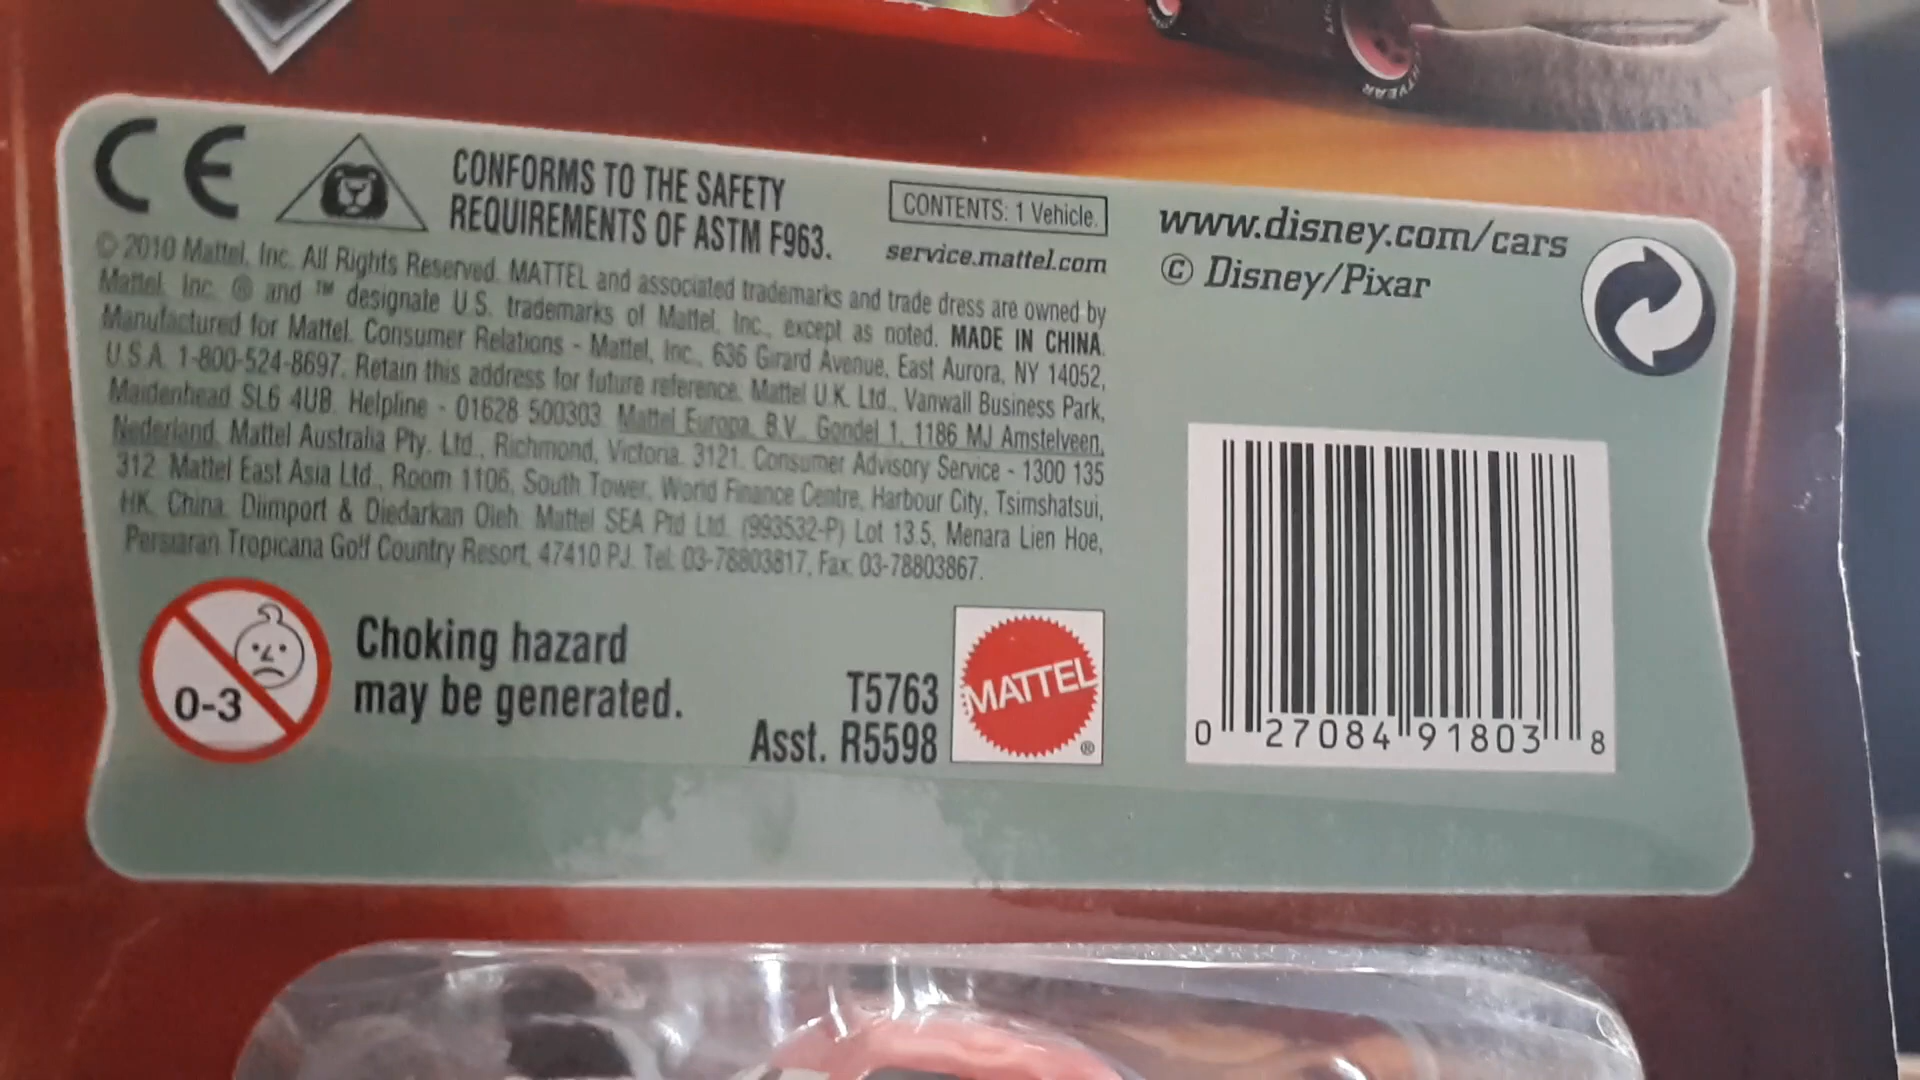 CE
CONFORMS TO THE SAFETY
REQUIREMENTS OF ASTM F963.
CONTENTS: 1 Vehicle.
service.mattel.com
www.disney.com/cars
© Disney/Pixar
© 2010 Mattel, Inc. All Rights Reserved. MATTEL and associated trademarks and trade dress are owned by
Mattel, Inc. ® and ™ designate U.S. trademarks of Mattel, Inc., except as noted. MADE IN CHINA.
Manufactured for Mattel. Consumer Relations - Mattel, Inc., 636 Girard Avenue, East Aurora, NY 14052,
U.S.A. 1-800-524-8697. Retain this address for future reference. Mattel U.K. Ltd., Vanwall Business Park,
Maidenhead SL6 4UB. Helpline - 01628 500303. Mattel Europa, B.V., Gondel 1, 1186 MJ Amstelveen,
Nederland. Mattel Australia Pty. Ltd., Richmond, Victoria. 3121. Consumer Advisory Service - 1300 135
312. Mattel East Asia Ltd., Room 1106, South Tower, World Finance Centre, Harbour City, Tsimshatsui,
HK, China. Diimport & Diedarkan Oleh: Mattel SEA Ptd Ltd. (993532-P) Lot 13.5, Menara Lien Hoe,
Persiaran Tropicana Golf Country Resort, 47410 PJ. Tel: 03-78803817, Fax: 03-78803867.
0-3
Choking hazard
may be generated.
T5763
Asst. R5598
MATTEL ®
0 27084 91803 8